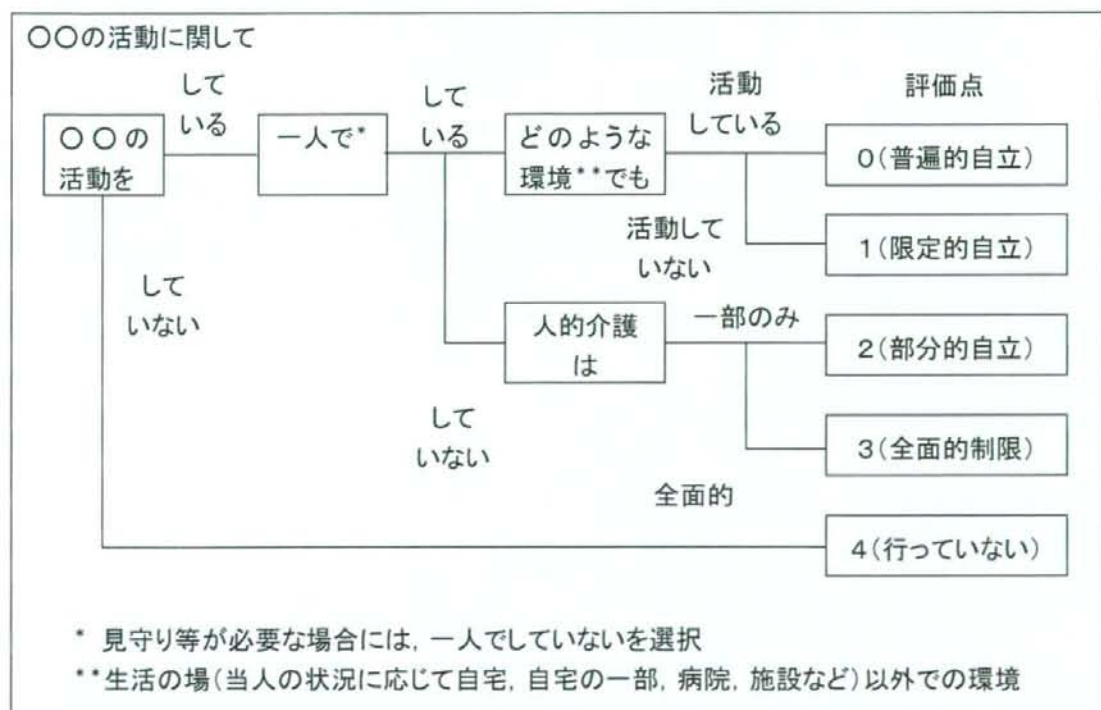 〇〇の活動に関して
して
いる
して
いる
活動
している
評価点
〇〇の
活動を
一人で*
どのような
環境**でも
0(普遍的自立)
活動して
いない
1(限定的自立)
して
いない
人的介護
は
一部のみ
2(部分的自立)
して
いない
3(全面的制限)
全面的
4(行っていない)
* 見守り等が必要な場合には, 一人でしていないを選択
**生活の場(当人の状況に応じて自宅, 自宅の一部, 病院, 施設など)以外での環境